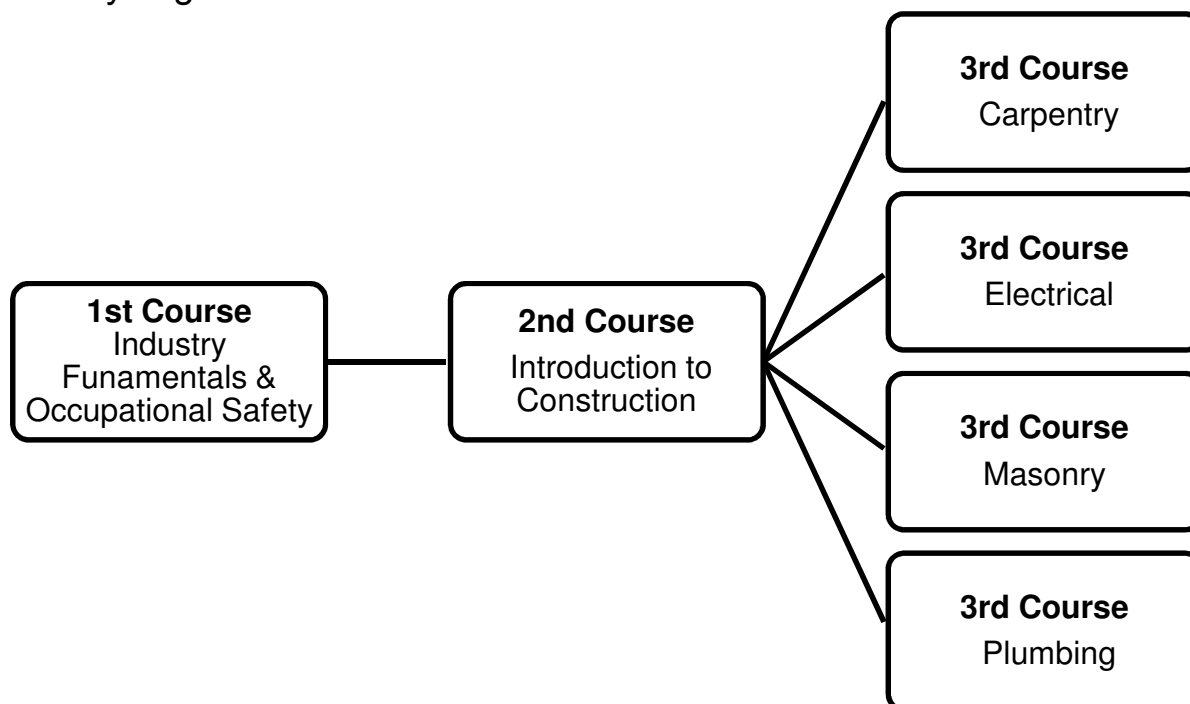 1st Course
Industry
Funamentals &
Occupational Safety
2nd Course
Introduction to
Construction
3rd Course
Carpentry
3rd Course
Electrical
3rd Course
Masonry
3rd Course
Plumbing